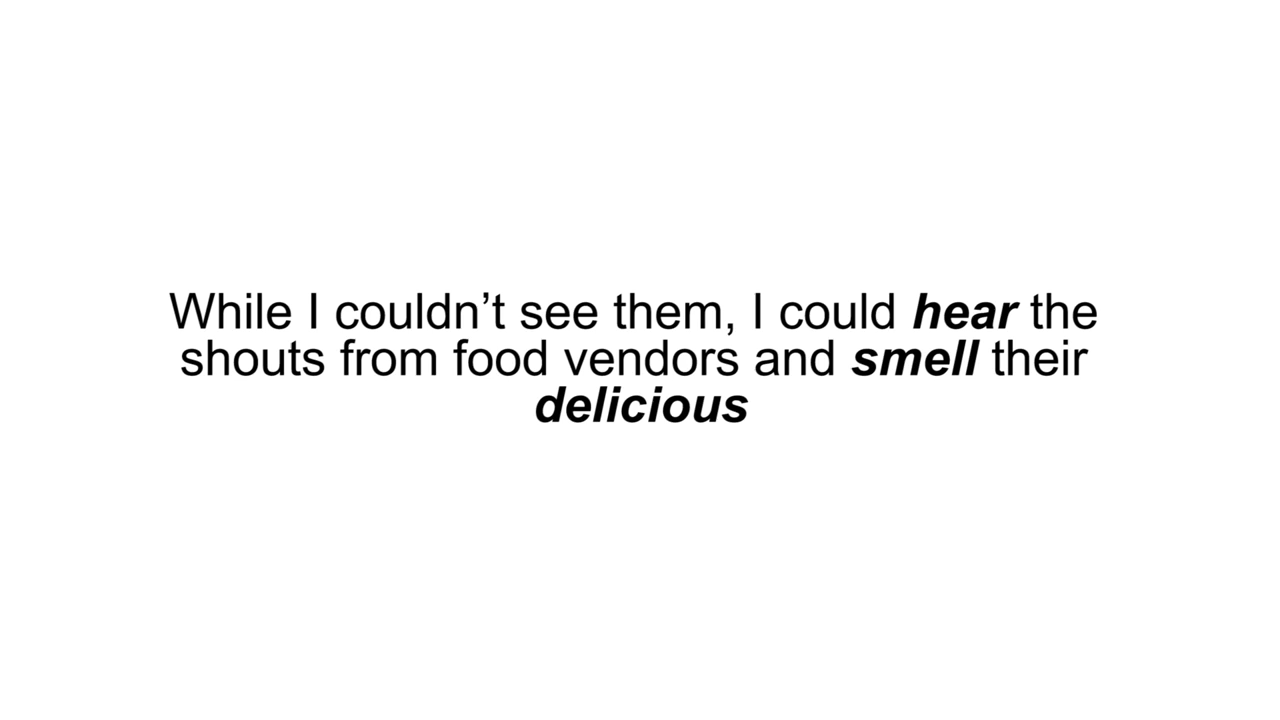 While I couldn’t see them, I could hear the
shouts from food vendors and smell their
delicious